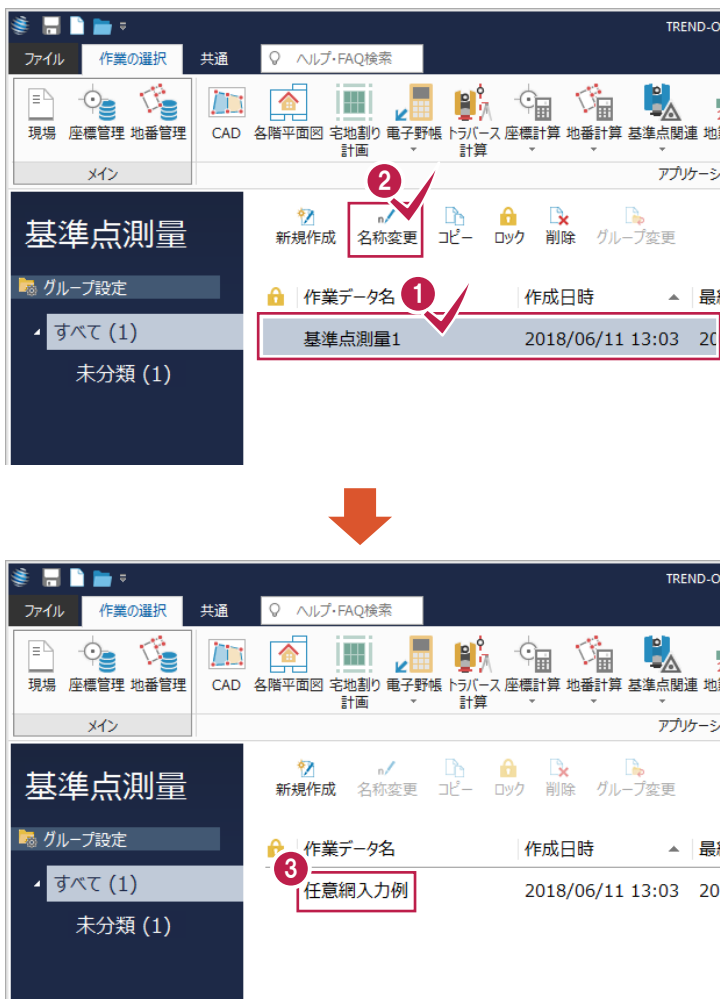 TREND-O
ファイル 作業の選択 共通 ヘルプ・FAQ検索
現場 座標管理 地番管理 CAD 各階平面図 宅地割り計画 電子野帳 トラバース計算 座標計算 地番計算 基準点関連 地
メイン アプリケーシ
2
基準点測量
新規作成 名称変更 コピー ロック 削除 グループ変更
グループ設定
作業データ名 1 作成日時 最
すべて (1)
基準点測量1 2018/06/11 13:03 20
未分類 (1)
TREND-O
ファイル 作業の選択 共通 ヘルプ・FAQ検索
現場 座標管理 地番管理 CAD 各階平面図 宅地割り計画 電子野帳 トラバース計算 座標計算 地番計算 基準点関連 地
メイン アプリケーシ
基準点測量
新規作成 名称変更 コピー ロック 削除 グループ変更
グループ設定
作業データ名 作成日時 最
3
すべて (1)
任意網入力例 2018/06/11 13:03 20
未分類 (1)